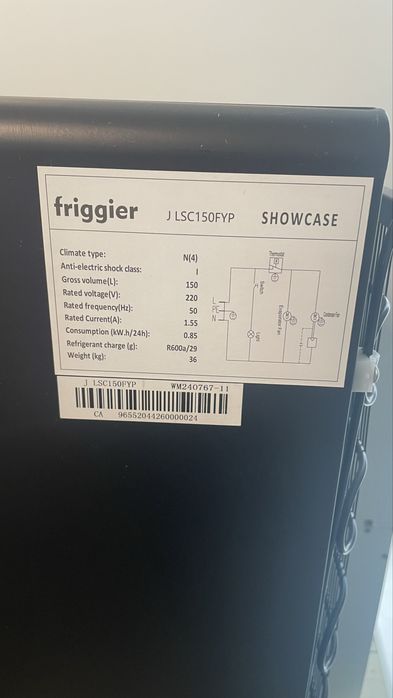 friggier J LSC150FYP SHOWCASE
Climate type: N(4)
Anti-electric shock class: I
Gross volume(L): 150
Rated voltage(V): 220
Rated frequency(Hz): 50
Rated Current(A): 1.55
Consumption (kW.h/24h): 0.85
Refrigerant charge (g): R600a/29
Weight (kg): 36
Thermostat
Switch
Light
Evaporator Fan
Condenser Fan
J LSC150FYP WM240767-11
CA 96552044260000024